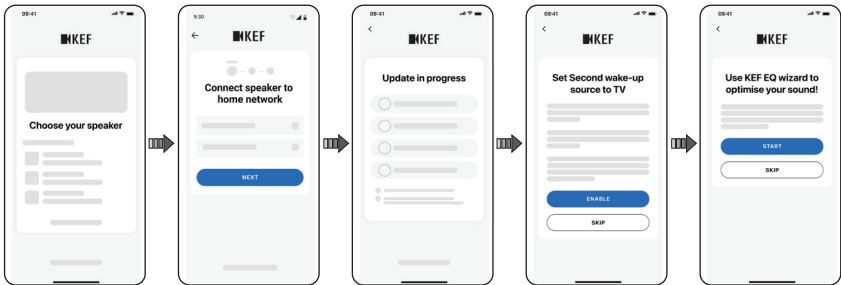 09:41
KEF
Choose your speaker
9:30
KEF
Connect speaker to
home network
NEXT
09:41
KEF
Update in progress
09:41
KEF
Set Second wake-up
source to TV
ENABLE
SKIP
09:41
KEF
Use KEF EQ wizard to
optimise your sound!
START
SKIP